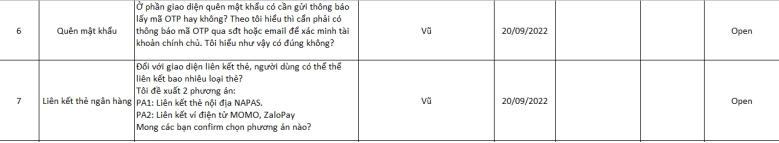 6
Quên mật khẩu
Ở phần giao diện quên mật khẩu có cần gửi thông báo
lấy mã OTP hay không? Theo tôi hiểu thì cẩn phải có
thông báo mã OTP qua sđt hoặc email để xác minh tài
khoản chính chủ. Tôi hiểu như vậy có đúng không?
Vũ
20/09/2022
Open
7
Liên kết thẻ ngân hàng
Đối với giao diện liên kết thẻ, người dùng có thể thể
liên kết bao nhiêu loại thẻ?
Tôi đề xuất 2 phương án:
PA1: Liên kết thẻ nội địa NAPAS.
PA2: Liên kết ví điện tử MOMO, ZaloPay
Mong các bạn confirm chọn phương án nào?
Vũ
20/09/2022
Open